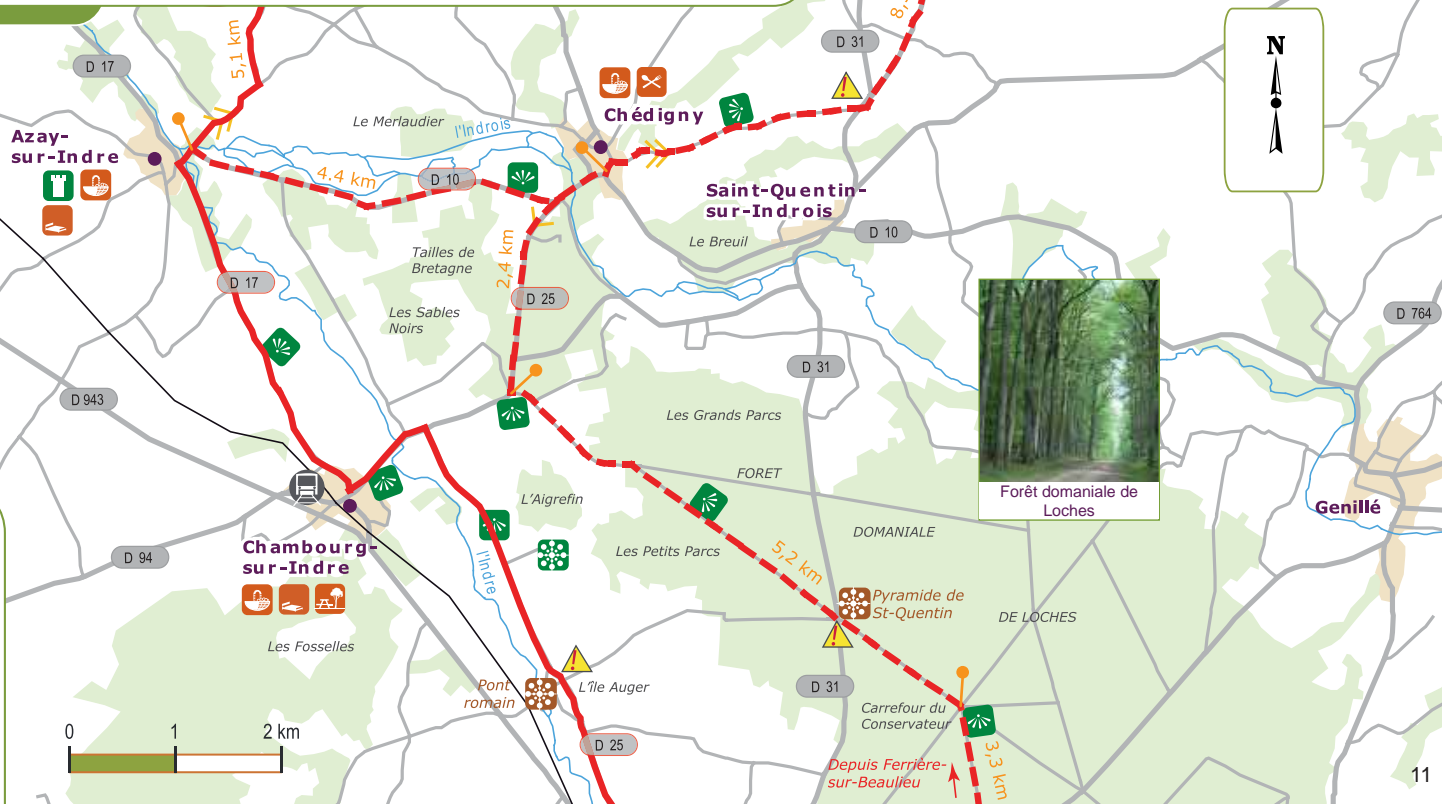 5,1 km
8,
D 31
D 17
N
Chédigny
Le Merlaudier
l'Indrois
Azay-
sur-Indre
4.4 km
D 10
Saint-Quentin-
sur-Indrois
Le Breuil
D 10
Tailles de
Bretagne
2,4 km
D 17
D 25
Les Sables
Noirs
D 764
D 31
D 943
Les Grands Parcs
FORET
Forêt domaniale de
Loches
L'Aigrefin
Genillé
DOMANIALE
Chambourg-
sur-Indre
D 94
Les Petits Parcs
5,2 km
l'Indre
Pyramide de
St-Quentin
DE LOCHES
Les Fosselles
Pont
romain
L'île Auger
D 31
Carrefour du
Conservateur
0 1 2 km
D 25
3,3 km
Depuis Ferrière-
sur-Beaulieu
11